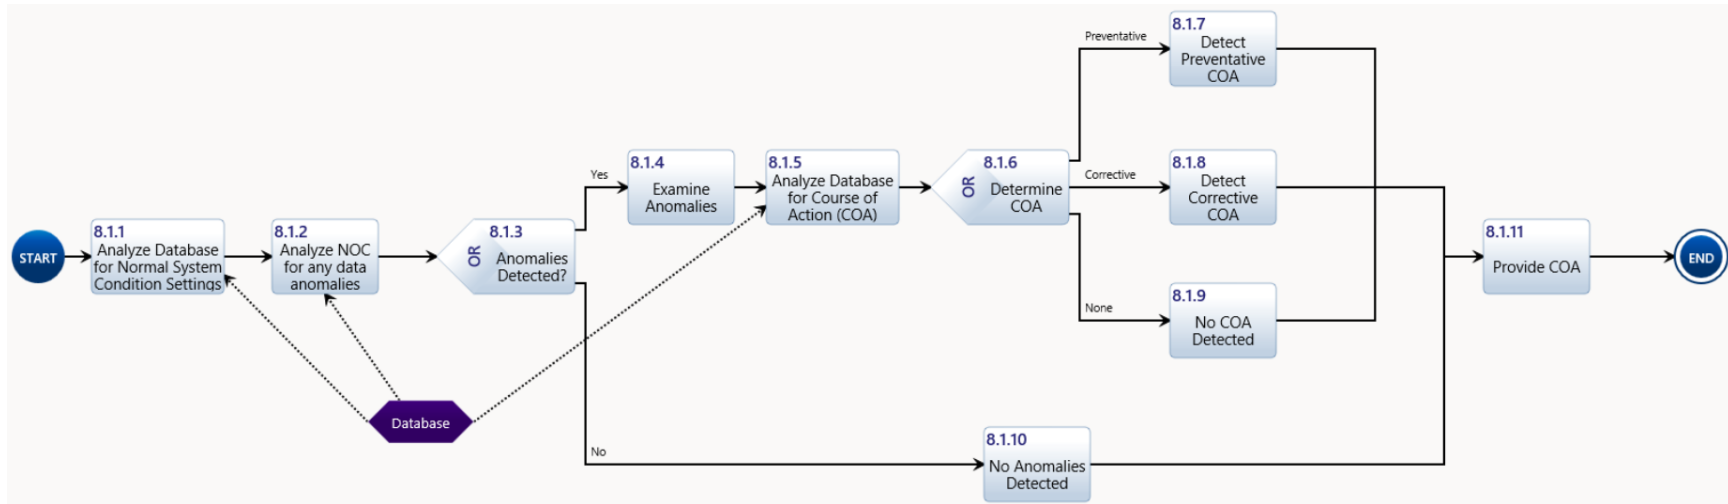 START
8.1.1
Analyze Database
for Normal System
Condition Settings
8.1.2
Analyze NOC
for any data
anomalies
OR
8.1.3
Anomalies
Detected?
Yes
No
8.1.4
Examine
Anomalies
8.1.5
Analyze Database
for Course of
Action (COA)
OR
8.1.6
Determine
COA
Preventative
Corrective
None
8.1.7
Detect
Preventative
COA
8.1.8
Detect
Corrective
COA
8.1.9
No COA
Detected
8.1.10
No Anomalies
Detected
8.1.11
Provide COA
END
Database